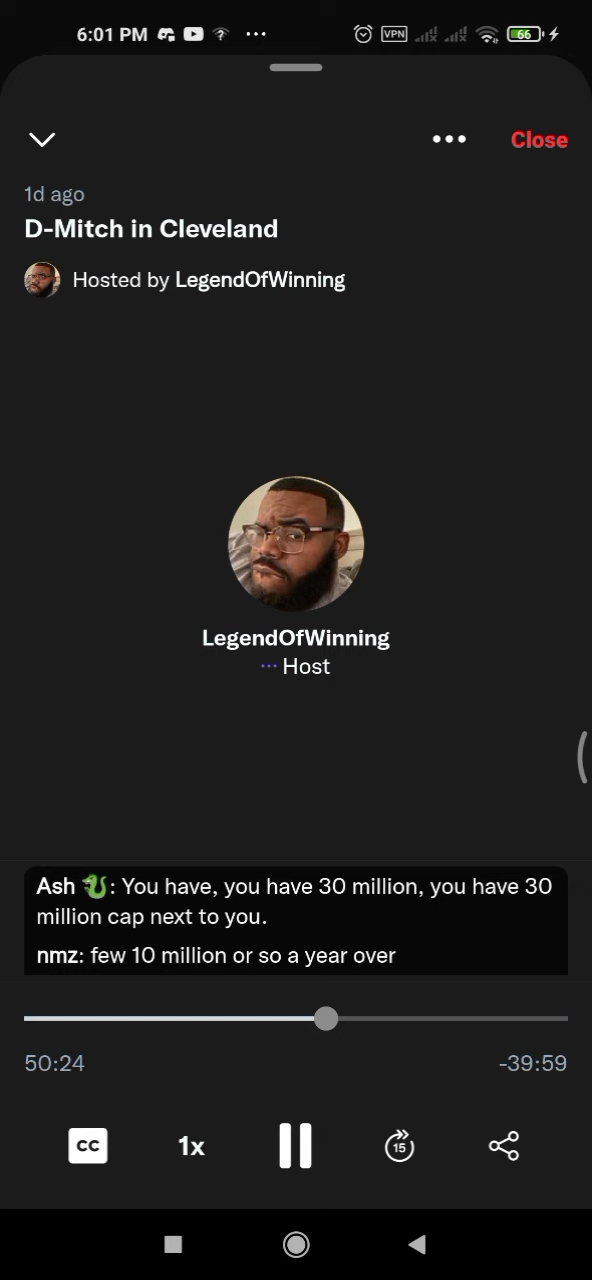 6:01 PM ? ••• VPN 66
Close
1d ago
D-Mitch in Cleveland
Hosted by LegendOfWinning
LegendOfWinning
Host
Ash 🐍: You have, you have 30 million, you have 30
million cap next to you.
nmz: few 10 million or so a year over
50:24 -39:59
CC 1x 15